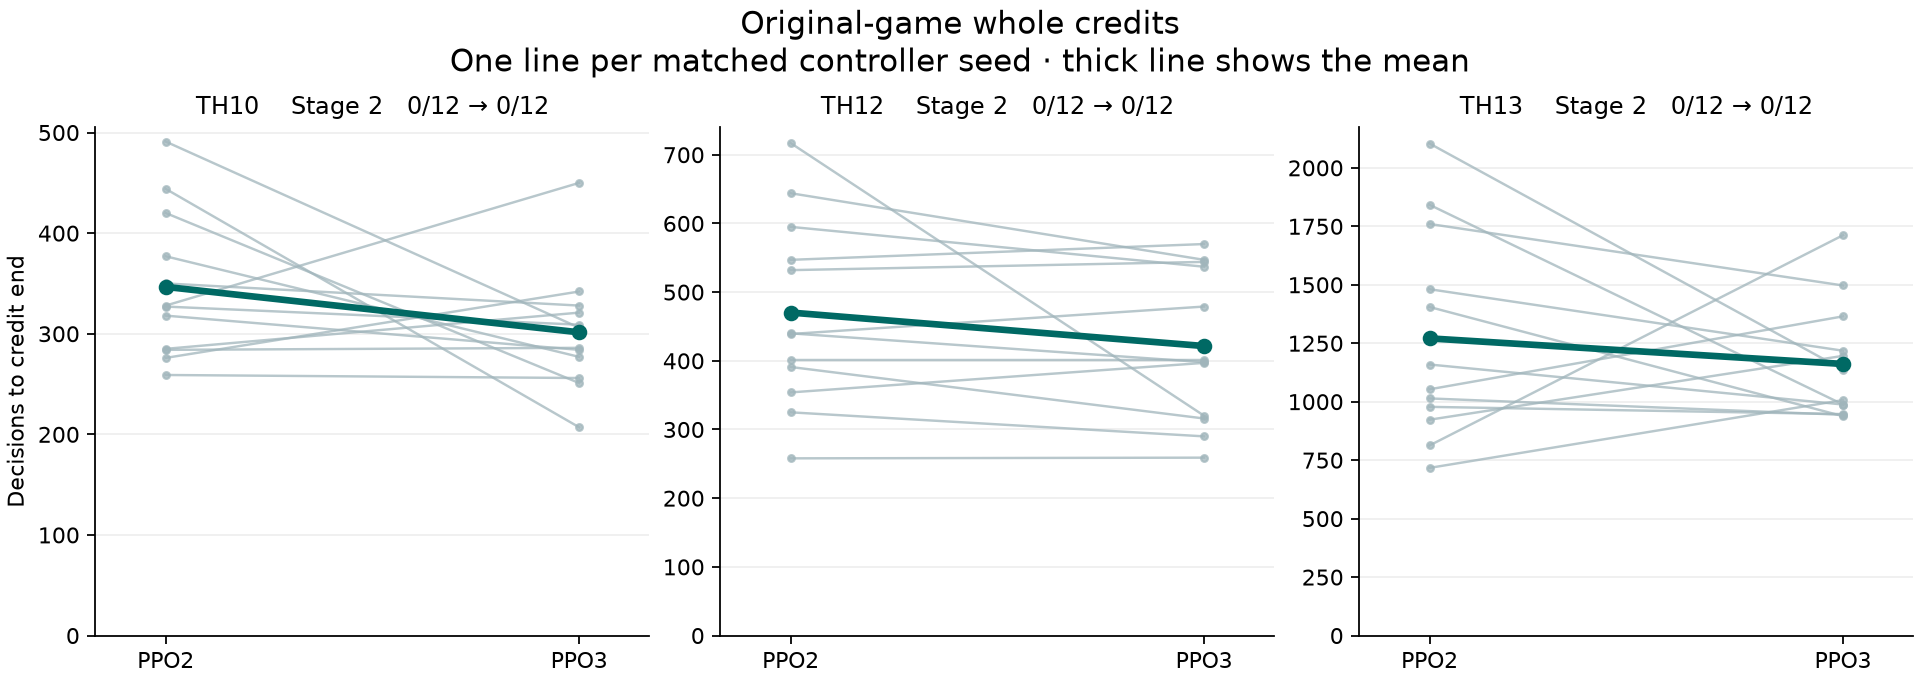 Original-game whole credits
One line per matched controller seed · thick line shows the mean
TH10 Stage 2 0/12 → 0/12
TH12 Stage 2 0/12 → 0/12
TH13 Stage 2 0/12 → 0/12
Decisions to credit end
500
400
300
200
100
0
PPO2
PPO3
700
600
500
400
300
200
100
0
PPO2
PPO3
2000
1750
1500
1250
1000
750
500
250
0
PPO2
PPO3